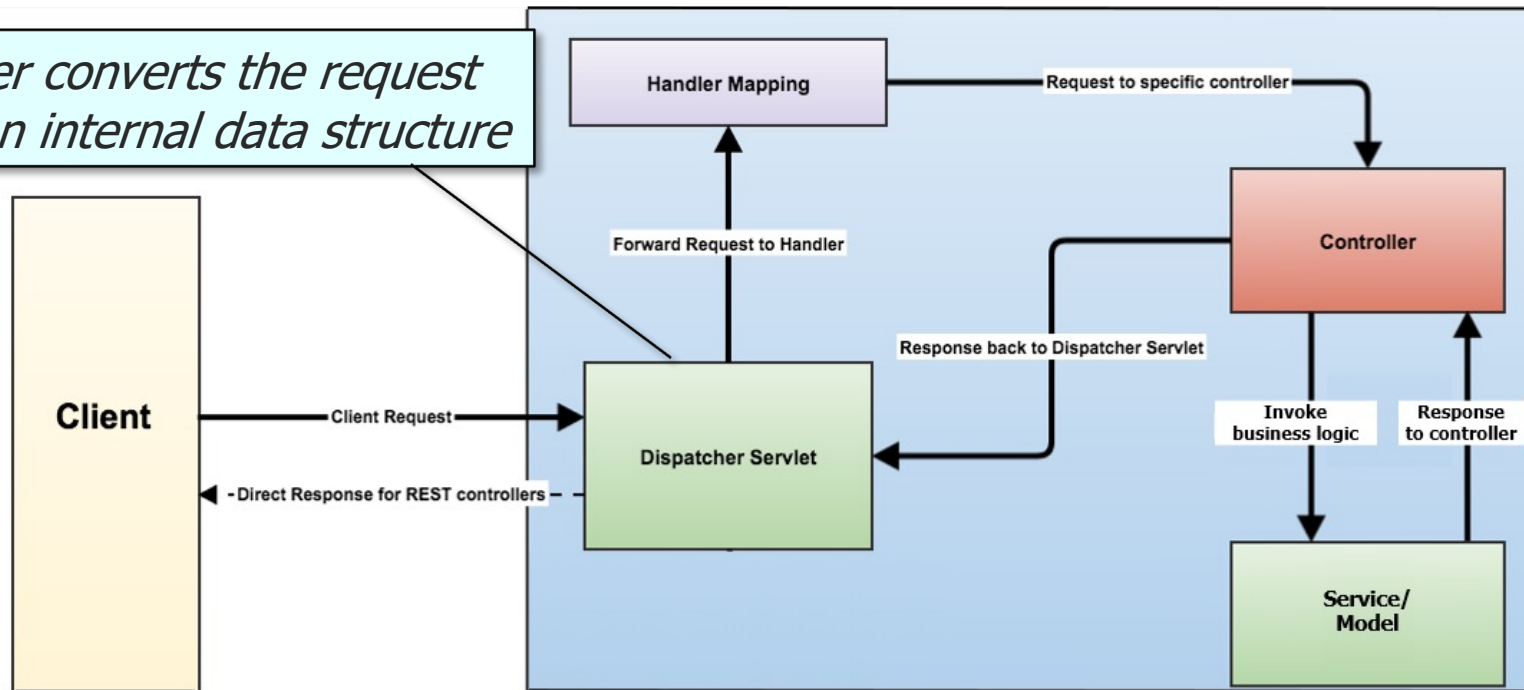 er converts the request
n internal data structure
Handler Mapping
Request to specific controller
Forward Request to Handler
Controller
Client
Client Request
Response back to Dispatcher Servlet
Dispatcher Servlet
Invoke
business logic
Response
to controller
Direct Response for REST controllers
Service/
Model